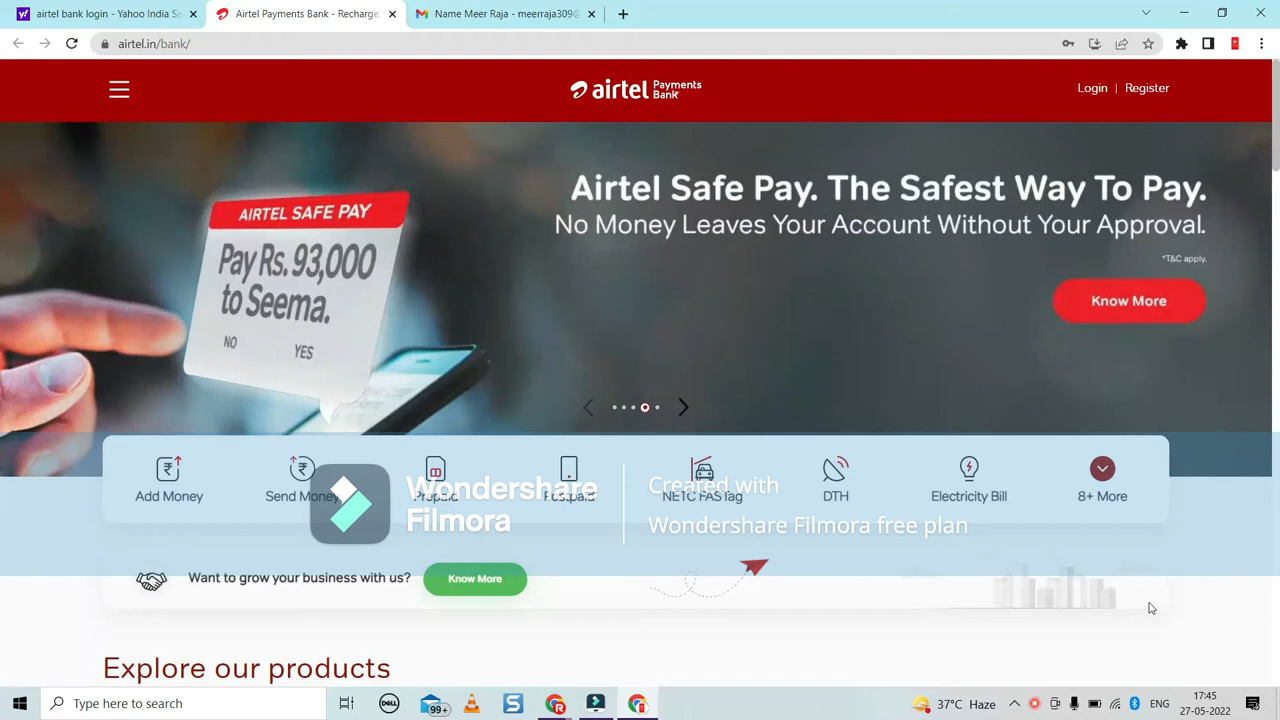 airtel bank login - Yahoo India Se
Airtel Payments Bank - Recharge
Name Meer Raja - meerraja309@
airtel.in/bank/
airtel Payments Bank
Login | Register
Airtel Safe Pay. The Safest Way To Pay.
No Money Leaves Your Account Without Your Approval.
*T&C apply.
Know More
AIRTEL SAFE PAY
Pay Rs. 93,000
to Seema.
NO YES
Add Money Send Money Prepaid Postpaid NETC FASTag DTH Electricity Bill 8+ More
Wondershare
Filmora
Created with
Wondershare Filmora free plan
Want to grow your business with us? Know More
Explore our products
Type here to search
DELL
99+
37°C Haze
ENG
17:45
27-05-2022